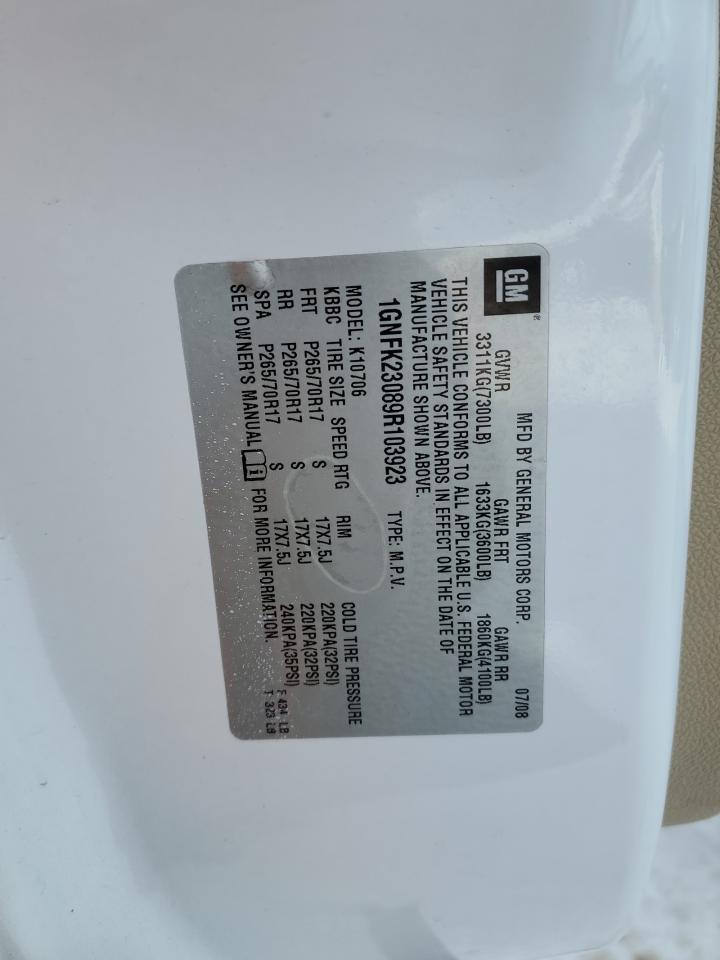 GM ®
MFD BY GENERAL MOTORS CORP. 07/08
GVWR GAWR FRT GAWR RR
3311KG(7300LB) 1633KG(3600LB) 1860KG(4100LB)
THIS VEHICLE CONFORMS TO ALL APPLICABLE U.S. FEDERAL MOTOR
VEHICLE SAFETY STANDARDS IN EFFECT ON THE DATE OF
MANUFACTURE SHOWN ABOVE.
1GNFK23089R103923 TYPE: M.P.V.
MODEL: K10706
KBBC TIRE SIZE SPEED RTG RIM COLD TIRE PRESSURE
FRT P265/70R17 S 17X7.5J 220KPA(32PSI)
RR P265/70R17 S 17X7.5J 220KPA(32PSI)
SPA P265/70R17 S 17X7.5J 240KPA(35PSI)
SEE OWNER'S MANUAL i FOR MORE INFORMATION.
F 434 LB
T 323 LB